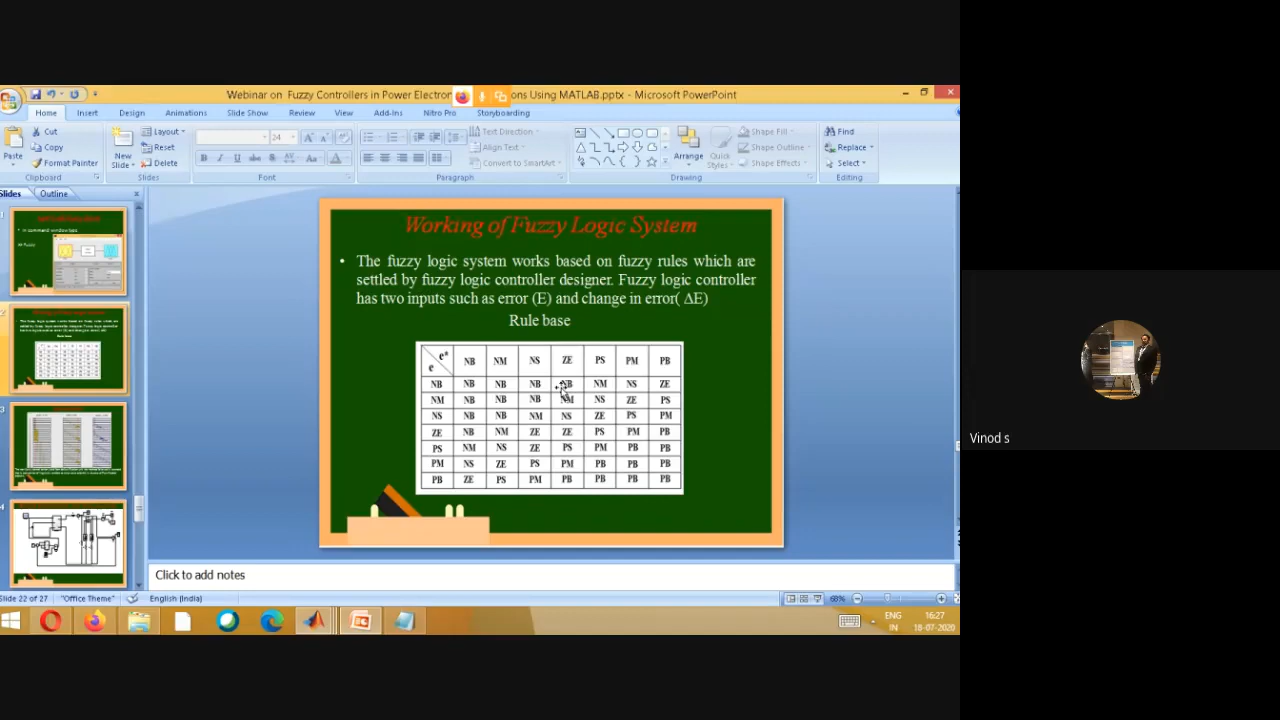 Webinar on Fuzzy Controllers in Power Electron ons Using MATLAB.pptx - Microsoft PowerPoint
Home Insert Design Animations Slide Show Review View Add-Ins Nitro Pro Storyboarding
Cut
Copy
Format Painter
Paste
Clipboard
New Slide
Layout
Reset
Delete
Slides
24
B I U abe S AV Aa A
Font
Text Direction
Align Text
Convert to SmartArt
Paragraph
Arrange
Quick Styles
Shape Fill
Shape Outline
Shape Effects
Drawing
Find
Replace
Select
Editing
Slides Outline
Working of Fuzzy Logic System
• The fuzzy logic system works based on fuzzy rules which are
settled by fuzzy logic controller designer. Fuzzy logic controller
has two inputs such as error (E) and change in error( ΔE)
Rule base
e e* NB NM NS ZE PS PM PB
NB NB NB NB NB NM NS ZE
NM NB NB NB NM NS ZE PS
NS NB NB NM NS ZE PS PM
ZE NB NM ZE ZE PS PM PB
PS NM NS ZE PS PM PB PB
PM NS ZE PS PM PB PB PB
PB ZE PS PM PB PB PB PB
Click to add notes
Slide 22 of 27 "Office Theme" English (India) 68%
ENG
IN
16:27
18-07-2020
Vinod s